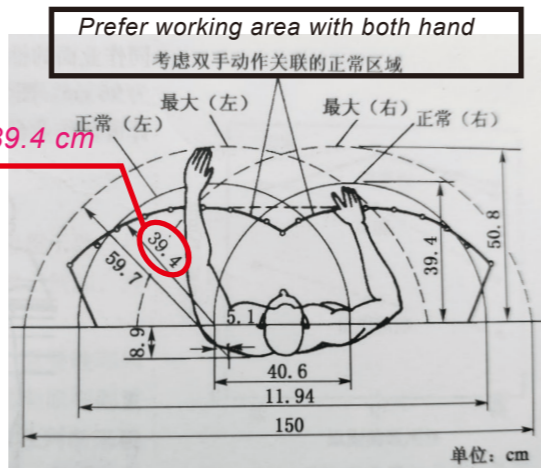 Prefer working area with both hand
考虑双手动作关联的正常区域
最大（左）
最大（右）
正常（左）
正常（右）
39.4 cm
39.4
59.7
39.4
50.8
5.1
8.9
40.6
11.94
150
单位：cm